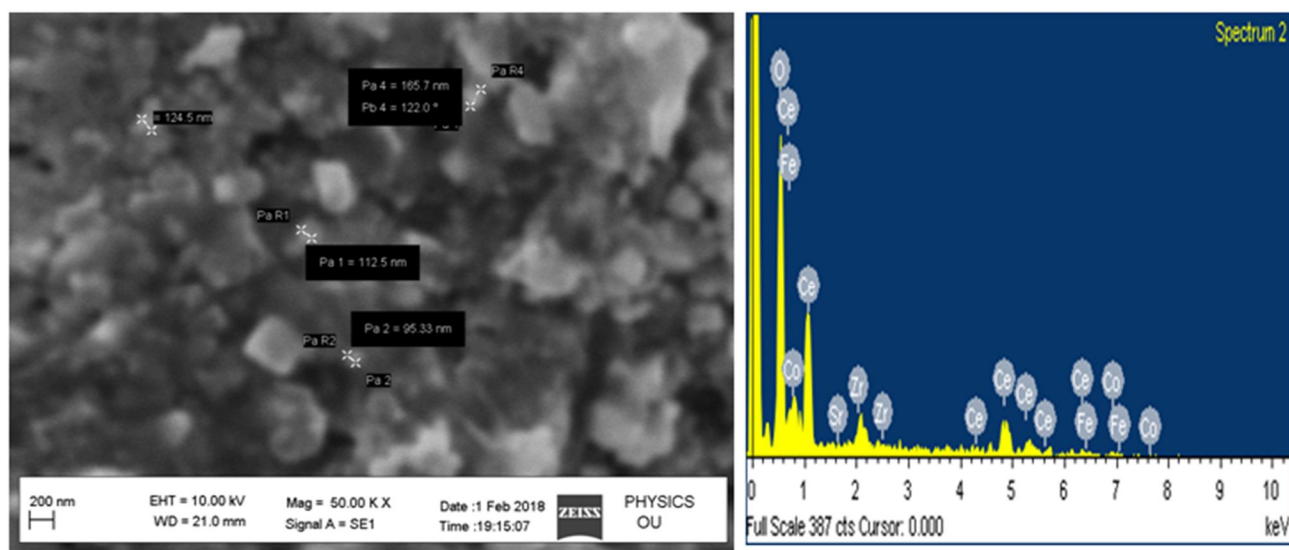 Pa R4
Pa 4 = 165.7 nm
Pb 4 = 122.0 °
= 124.5 nm
Pa R1
Pa 1 = 112.5 nm
Pa 2 = 95.33 nm
Pa R2
Pa 2
200 nm
EHT = 10.00 kV
WD = 21.0 mm
Mag = 50.00 K X
Signal A = SE1
Date :1 Feb 2018
Time :19:15:07
ZEISS
PHYSICS
OU
Spectrum 2
O
Ce
Fe
Ce
Co
Sr
Zr
Zr
Ce
Ce
Ce
Ce
Ce
Fe
Co
Fe
Co
0 1 2 3 4 5 6 7 8 9 10
Full Scale 387 cts Cursor: 0.000
keV